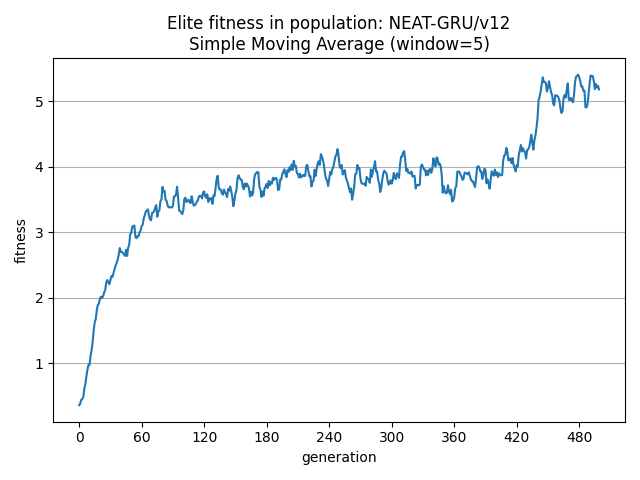 Elite fitness in population: NEAT-GRU/v12
Simple Moving Average (window=5)
fitness
5
4
3
2
1
0 60 120 180 240 300 360 420 480
generation